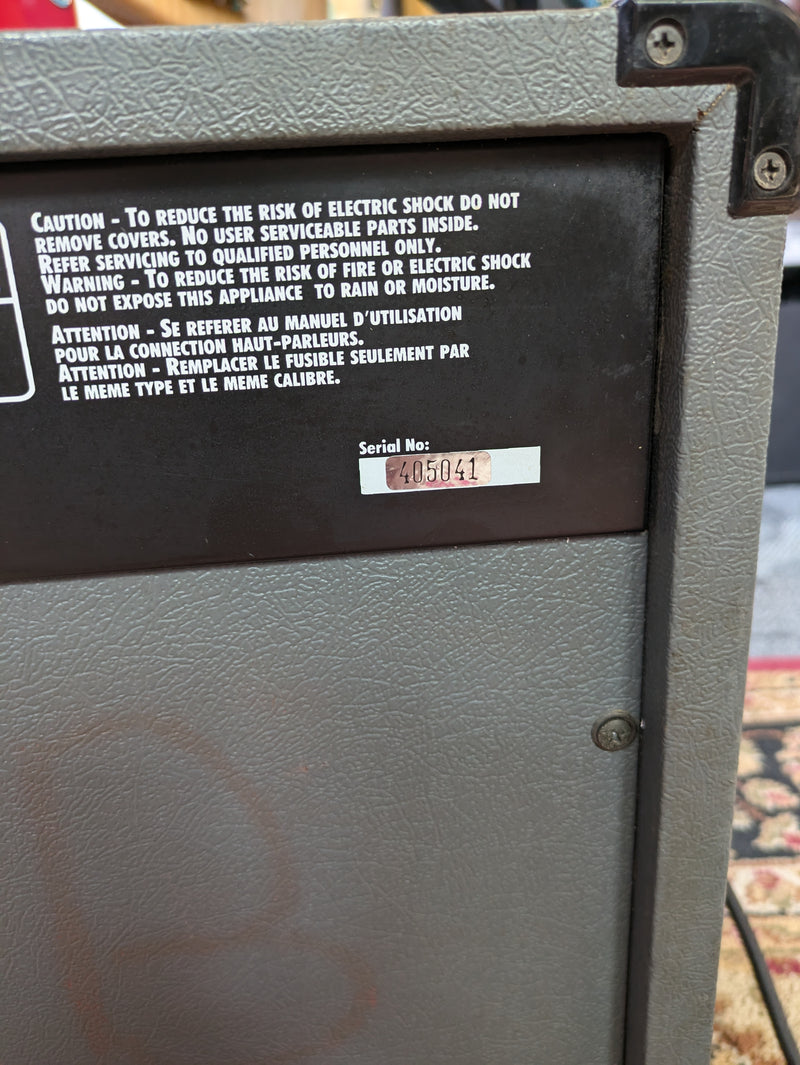 CAUTION - TO REDUCE THE RISK OF ELECTRIC SHOCK DO NOT
REMOVE COVERS. NO USER SERVICEABLE PARTS INSIDE.
REFER SERVICING TO QUALIFIED PERSONNEL ONLY.
WARNING - TO REDUCE THE RISK OF FIRE OR ELECTRIC SHOCK
DO NOT EXPOSE THIS APPLIANCE TO RAIN OR MOISTURE.
ATTENTION - SE REFERER AU MANUEL D'UTILISATION
POUR LA CONNECTION HAUT-PARLEURS.
ATTENTION - REMPLACER LE FUSIBLE SEULEMENT PAR
LE MEME TYPE ET LE MEME CALIBRE.
Serial No:
405041
B